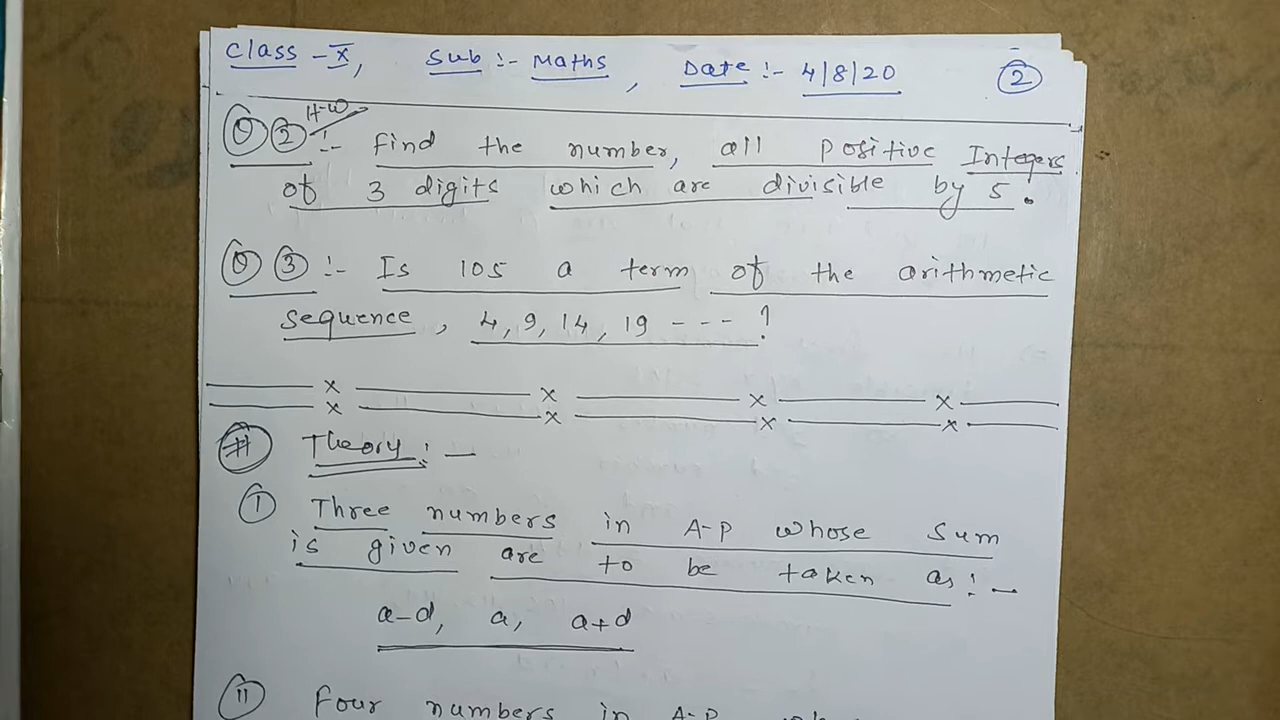 Class - X, Sub :- Maths, Date :- 4/8/20 2
H-W
Q 2 :- Find the number, all positive Integers
of 3 digits which are divisible by 5.
Q 3 :- Is 105 a term of the arithmetic
sequence, 4, 9, 14, 19 - - - ?
# Theory : -
I Three numbers in A-P whose sum
is given are to be taken as : -
a-d, a, a+d
II Four numbers in A-P whose